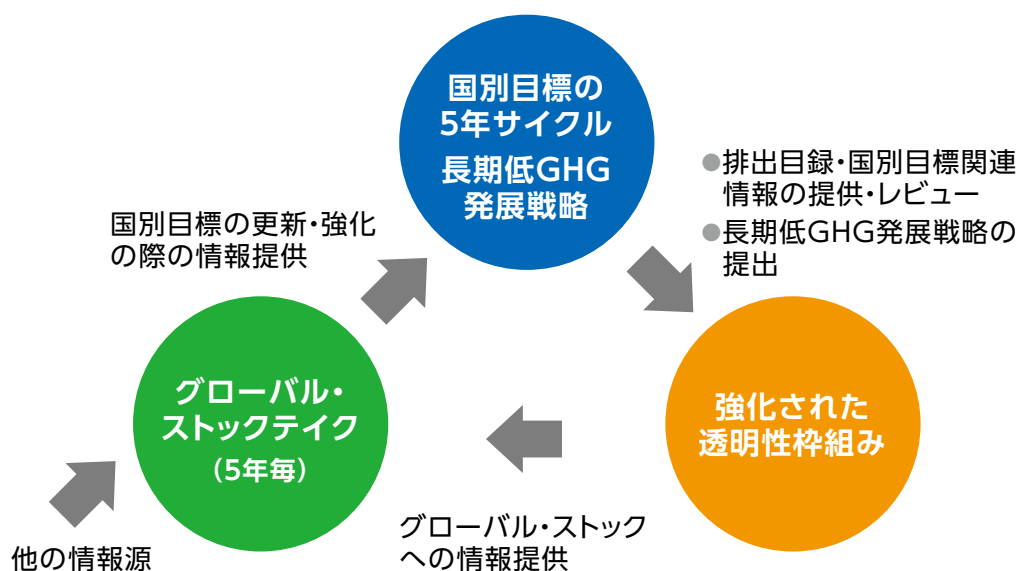 国別目標の
5年サイクル
長期低GHG
発展戦略
●排出目録・国別目標関連
情報の提供・レビュー
●長期低GHG発展戦略の
提出
国別目標の更新・強化
の際の情報提供
グローバル・
ストックテイク
（5年毎）
強化された
透明性枠組み
グローバル・ストック
への情報提供
他の情報源